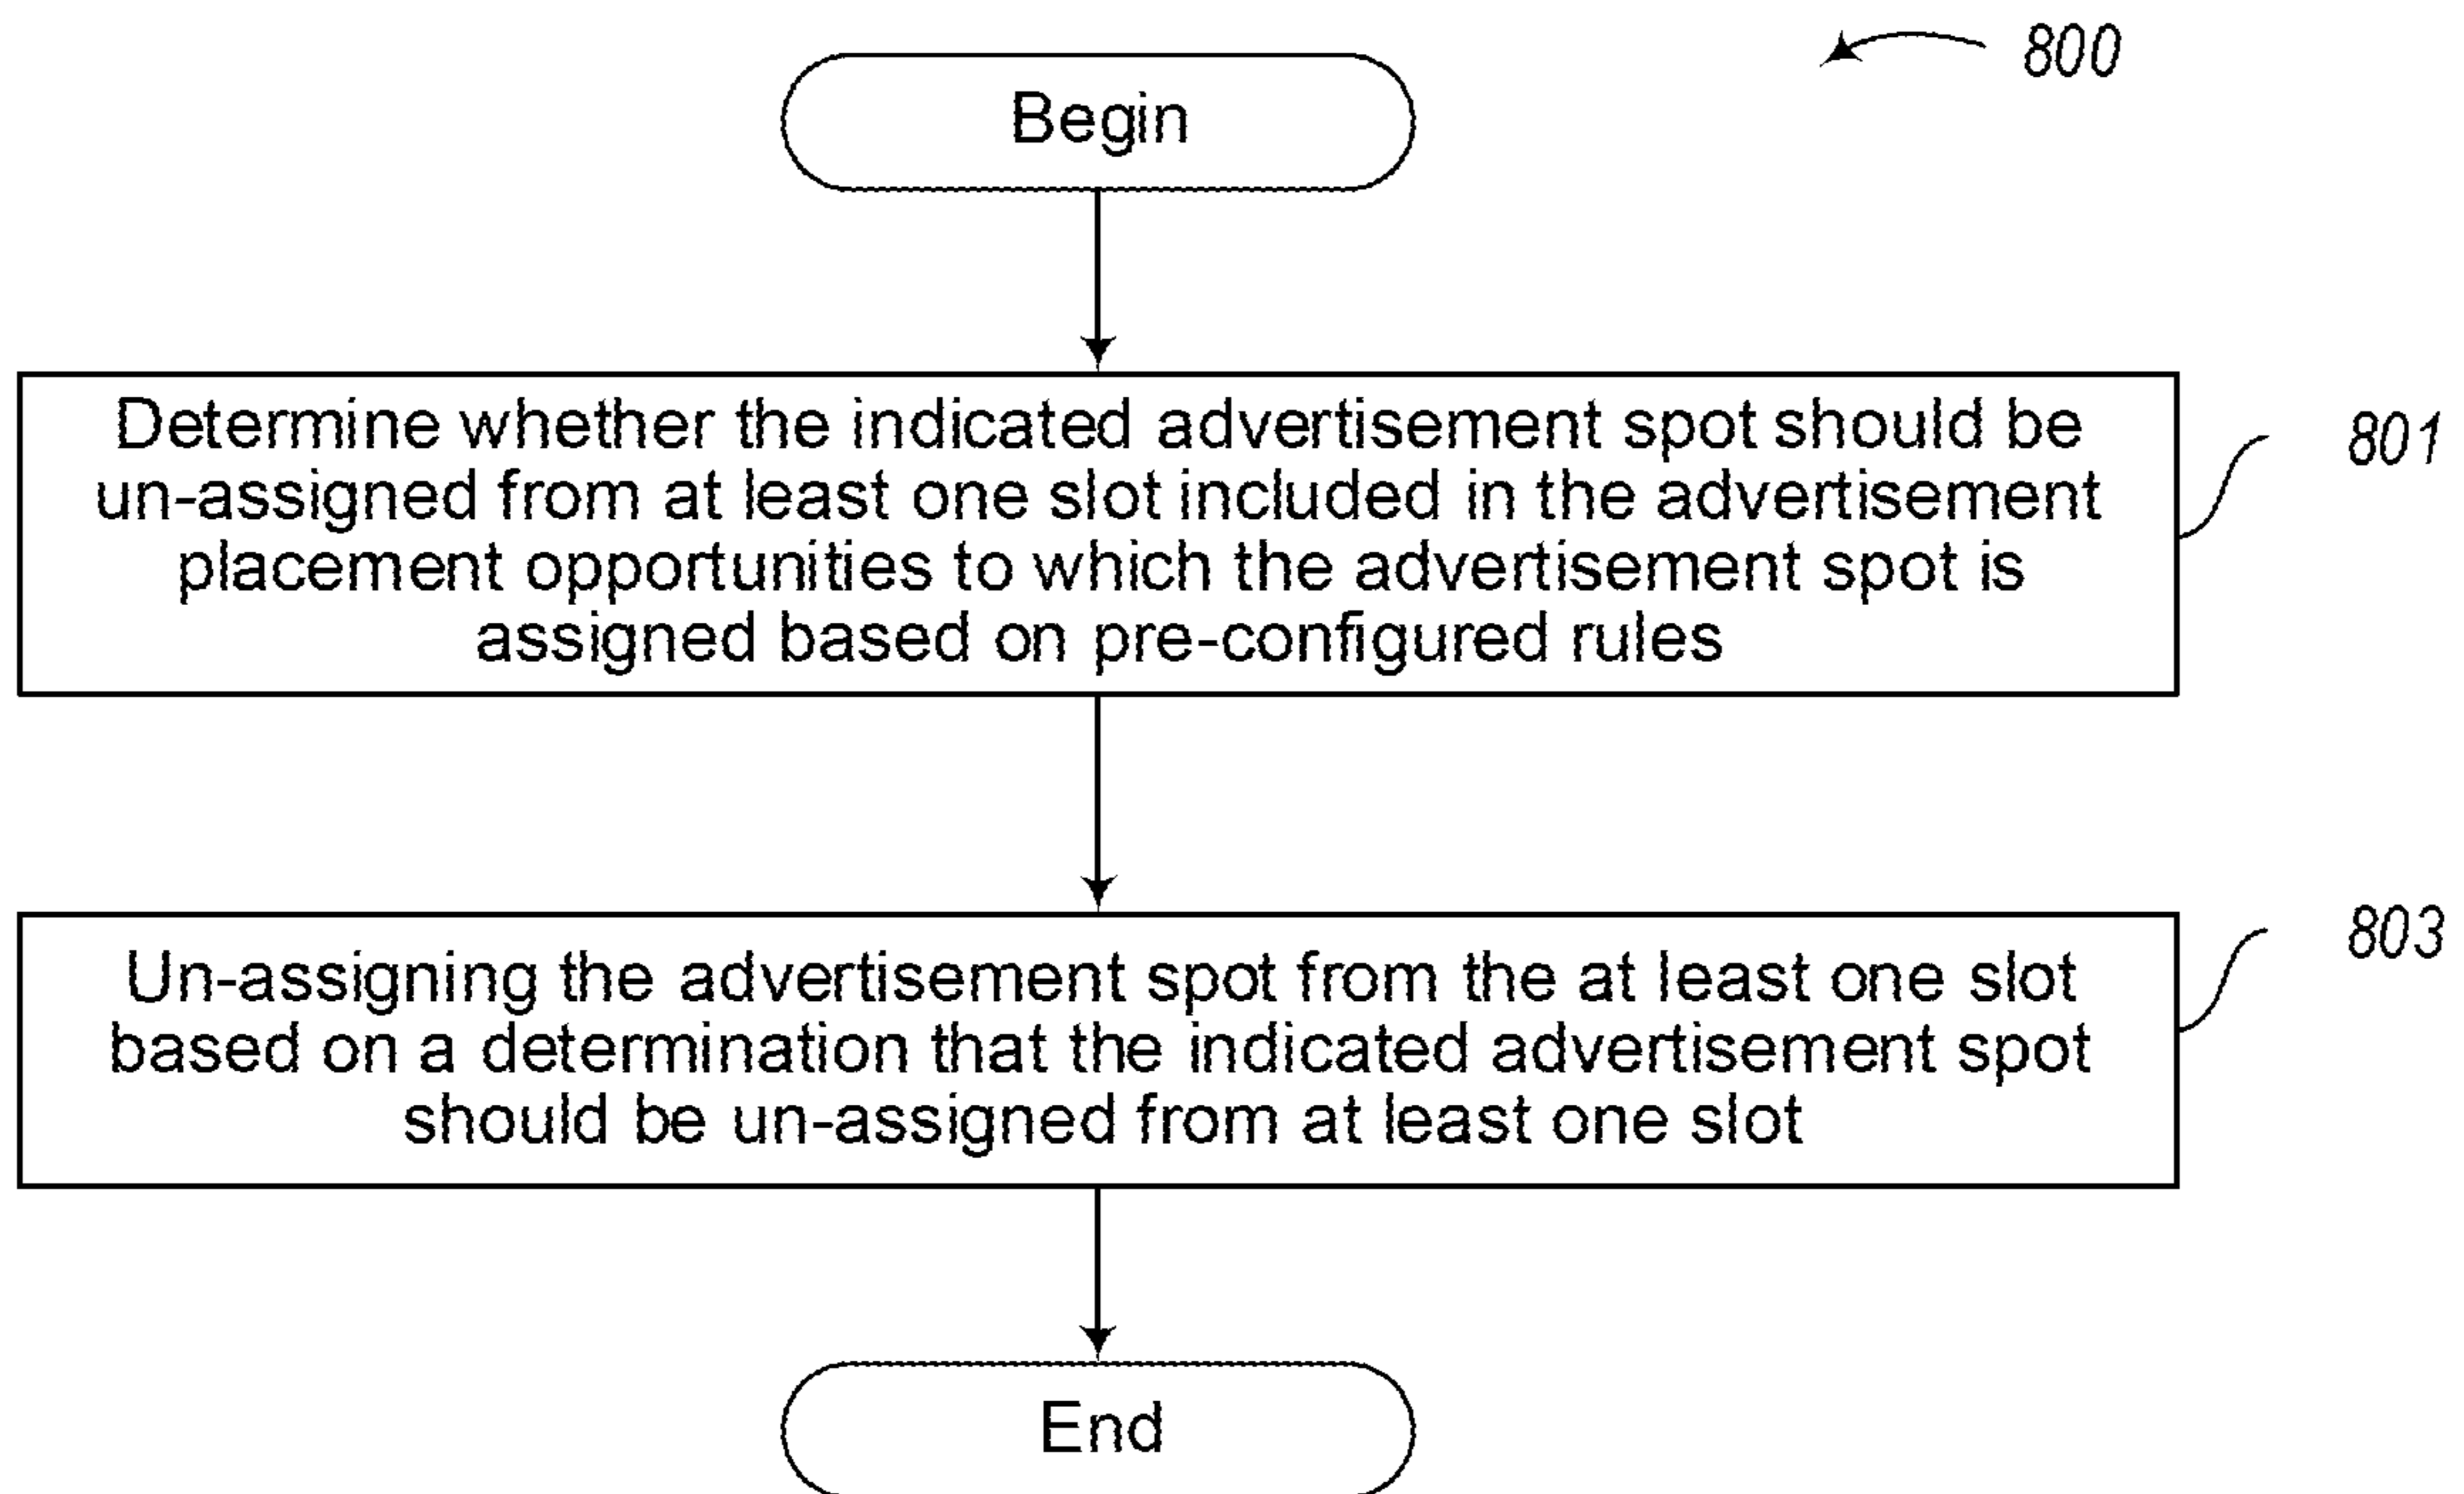 800
Begin
Determine whether the indicated advertisement spot should be
un-assigned from at least one slot included in the advertisement
placement opportunities to which the advertisement spot is
assigned based on pre-configured rules
801
Un-assigning the advertisement spot from the at least one slot
based on a determination that the indicated advertisement spot
should be un-assigned from at least one slot
803
End